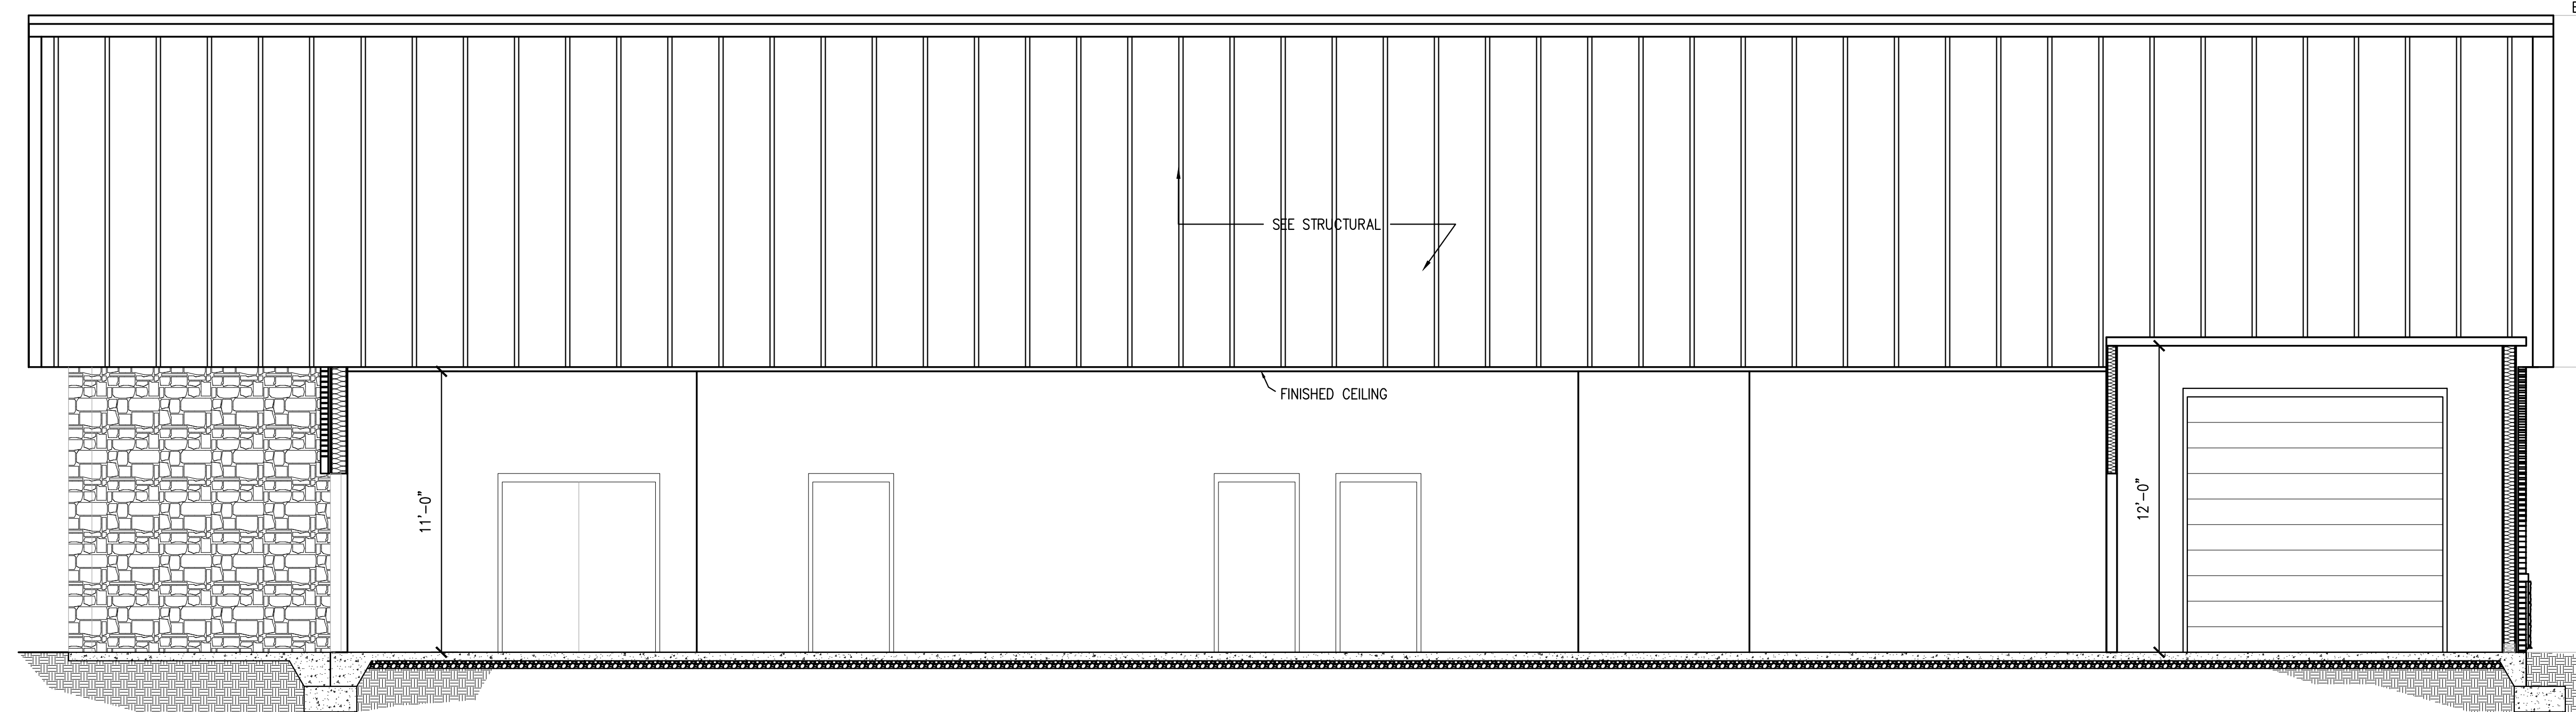 SEE STRUCTURAL
FINISHED CEILING
11'-0"
12'-0"